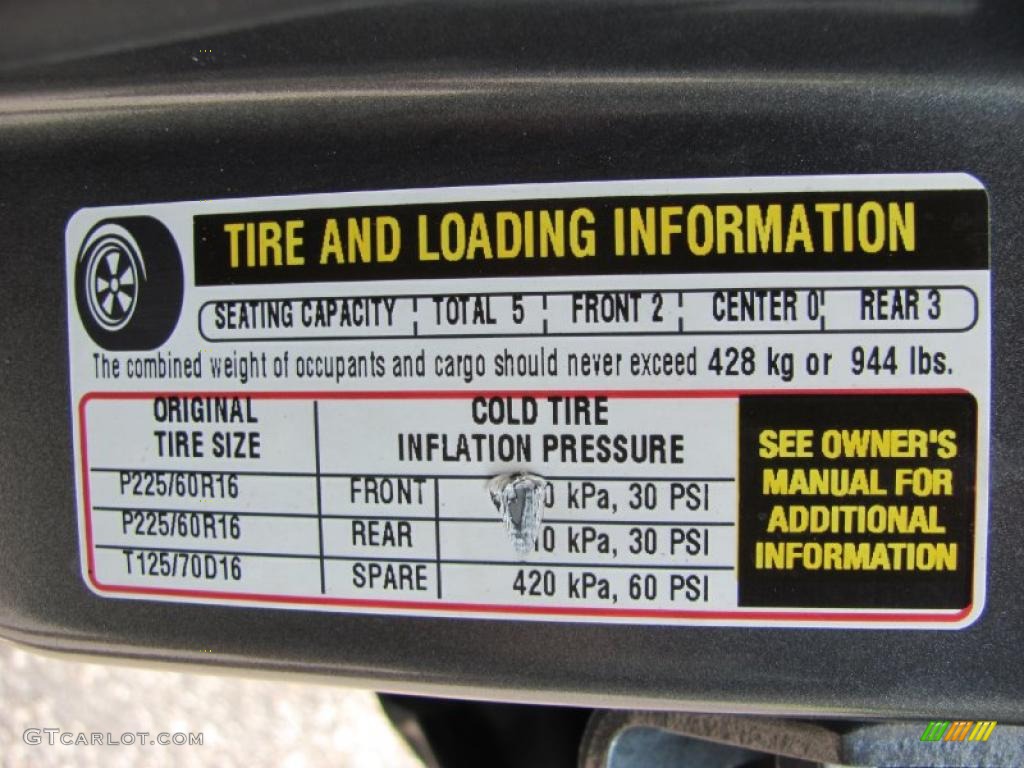 TIRE AND LOADING INFORMATION
SEATING CAPACITY TOTAL 5 FRONT 2 CENTER 0 REAR 3
The combined weight of occupants and cargo should never exceed 428 kg or 944 lbs.
ORIGINAL TIRE SIZE
COLD TIRE INFLATION PRESSURE
P225/60R16 FRONT kPa, 30 PSI
P225/60R16 REAR kPa, 30 PSI
T125/70D16 SPARE 420 kPa, 60 PSI
SEE OWNER'S
MANUAL FOR
ADDITIONAL
INFORMATION
GTCARLOT.COM